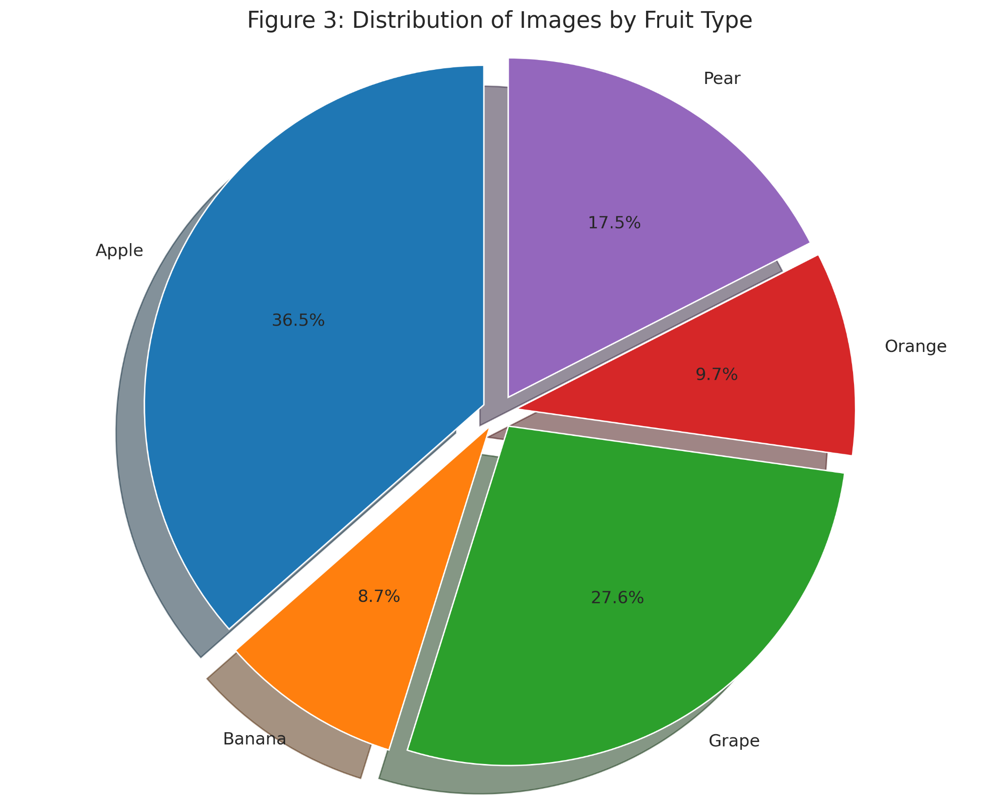 Figure 3: Distribution of Images by Fruit Type
Pear
17.5%
Apple
36.5%
Orange
9.7%
8.7%
27.6%
Banana
Grape